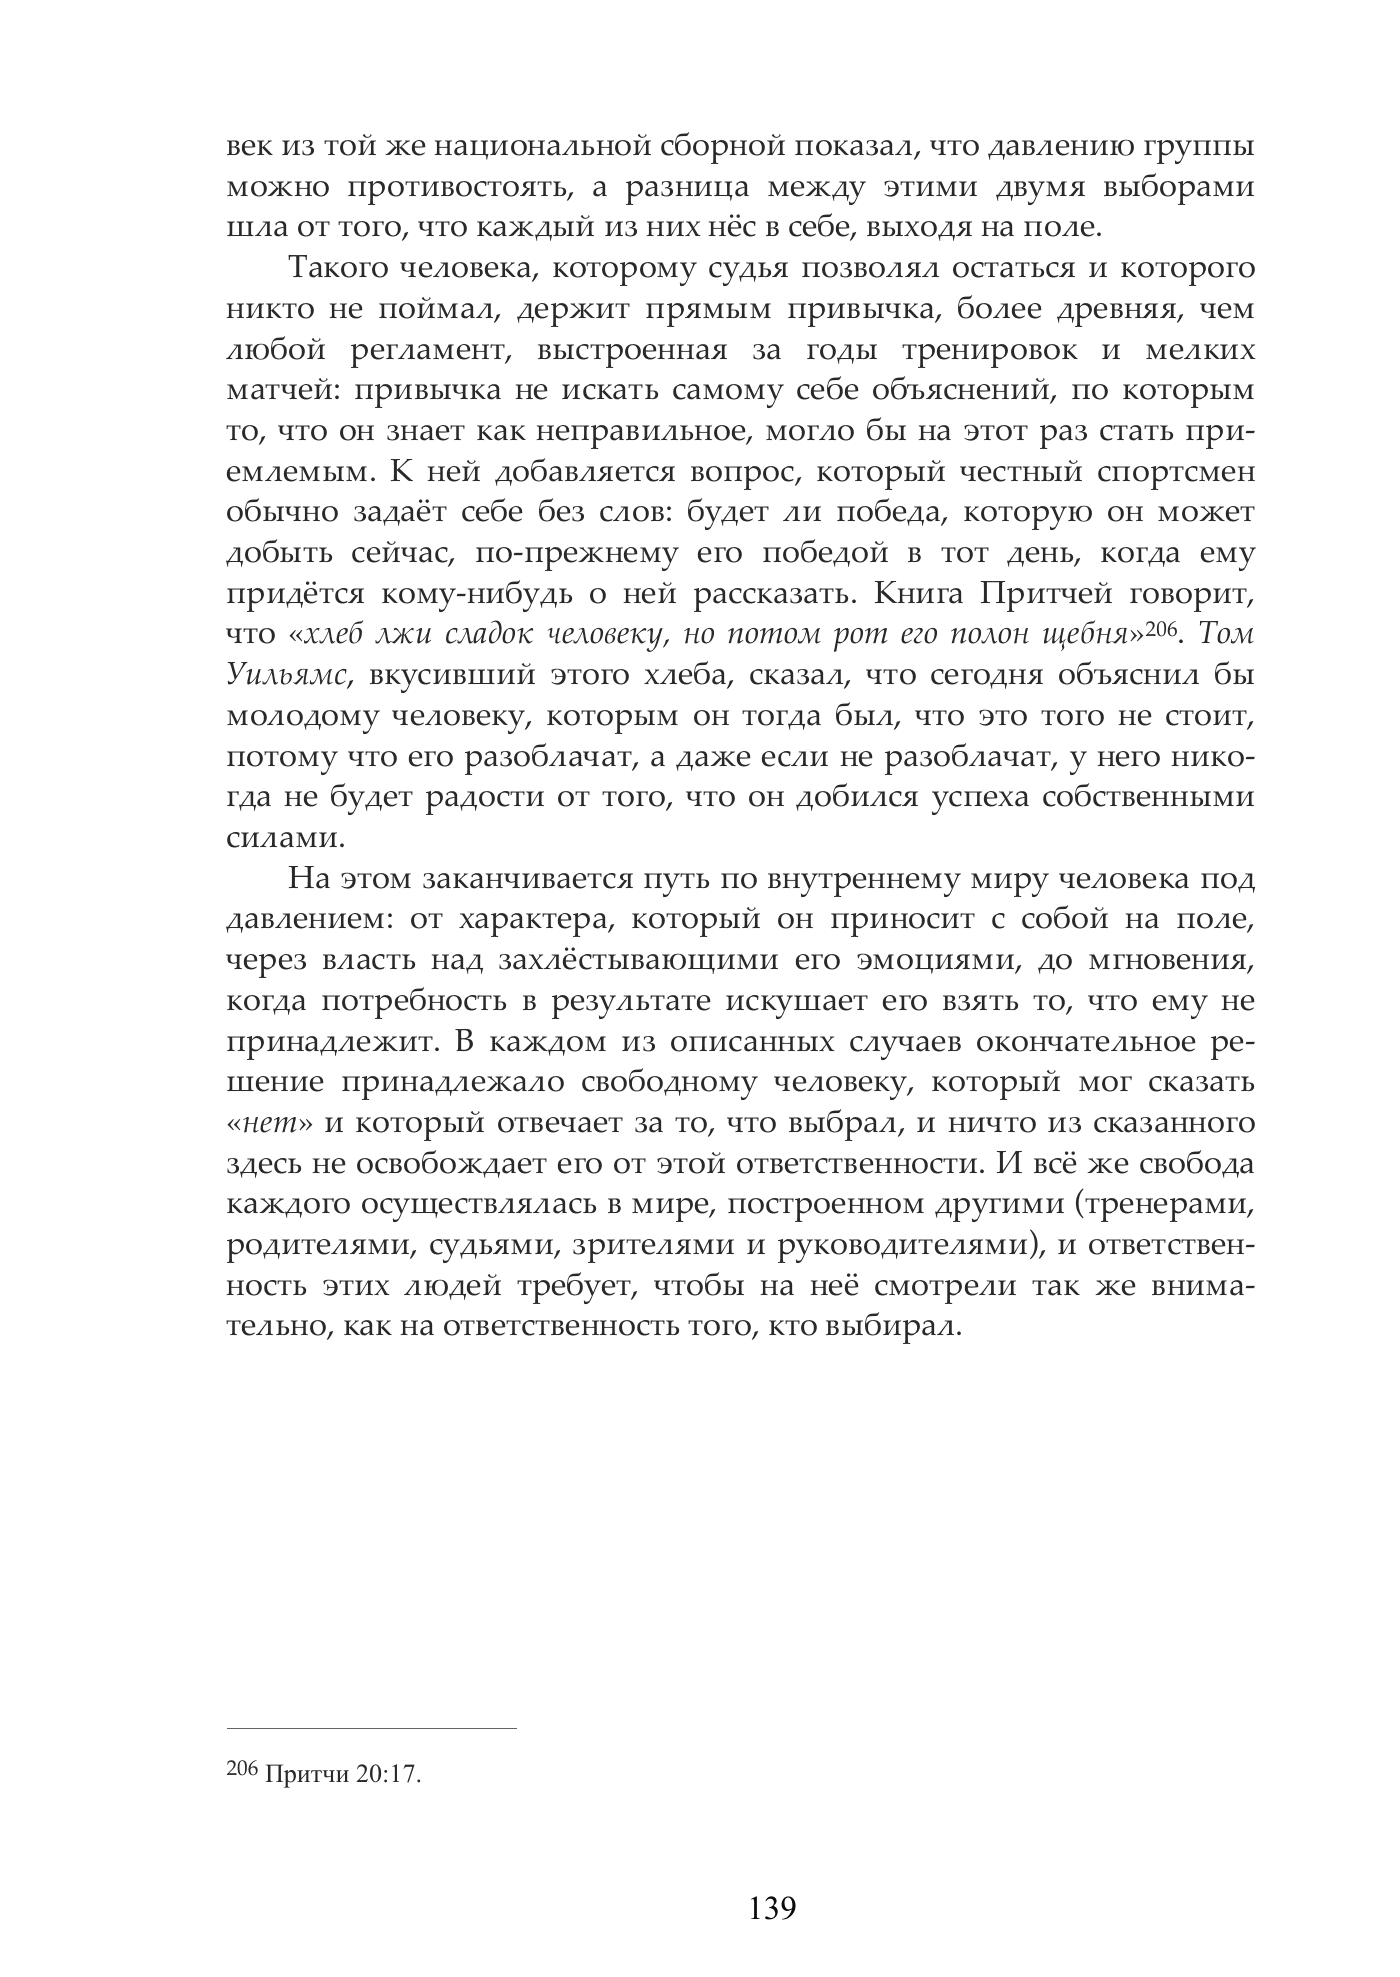 век из той же национальной сборной показал, что давлению группы
можно противостоять, а разница между этими двумя выборами
шла от того, что каждый из них нёс в себе, выходя на поле.
Такого человека, которому судья позволял остаться и которого
никто не поймал, держит прямым привычка, более древняя, чем
любой регламент, выстроенная за годы тренировок и мелких
матчей: привычка не искать самому себе объяснений, по которым
то, что он знает как неправильное, могло бы на этот раз стать при-
емлемым. К ней добавляется вопрос, который честный спортсмен
обычно задаёт себе без слов: будет ли победа, которую он может
добыть сейчас, по-прежнему его победой в тот день, когда ему
придётся кому-нибудь о ней рассказать. Книга Притчей говорит,
что «хлеб лжи сладок человеку, но потом рот его полон щебня»206. Том
Уильямс, вкусивший этого хлеба, сказал, что сегодня объяснил бы
молодому человеку, которым он тогда был, что это того не стоит,
потому что его разоблачат, а даже если не разоблачат, у него нико-
гда не будет радости от того, что он добился успеха собственными
силами.
На этом заканчивается путь по внутреннему миру человека под
давлением: от характера, который он приносит с собой на поле,
через власть над захлёстывающими его эмоциями, до мгновения,
когда потребность в результате искушает его взять то, что ему не
принадлежит. В каждом из описанных случаев окончательное ре-
шение принадлежало свободному человеку, который мог сказать
«нет» и который отвечает за то, что выбрал, и ничто из сказанного
здесь не освобождает его от этой ответственности. И всё же свобода
каждого осуществлялась в мире, построенном другими (тренерами,
родителями, судьями, зрителями и руководителями), и ответствен-
ность этих людей требует, чтобы на неё смотрели так же внима-
тельно, как на ответственность того, кто выбирал.
206 Притчи 20:17.
139